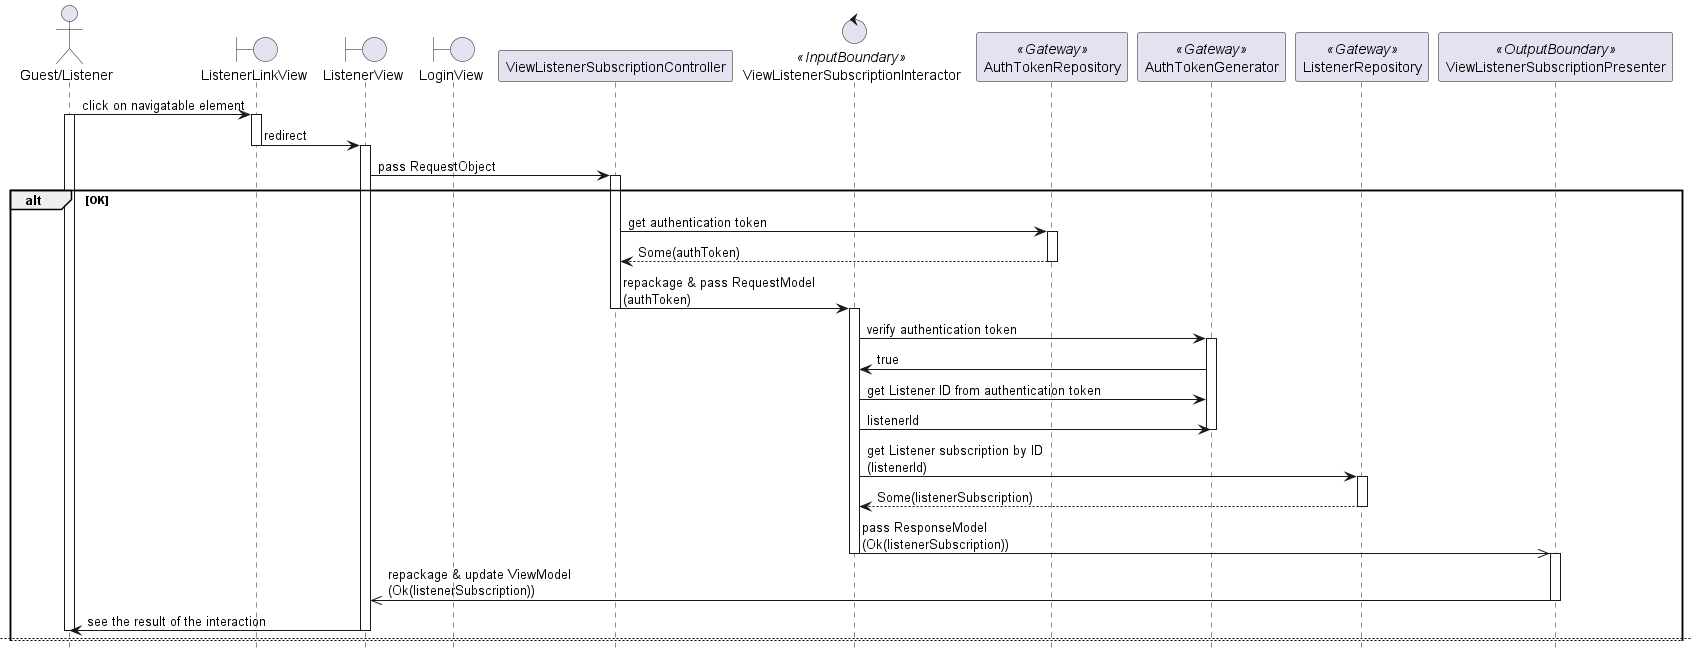 Guest/Listener
ListenerLinkView
ListenerView
LoginView
ViewListenerSubscriptionController
«InputBoundary»
ViewListenerSubscriptionInteractor
«Gateway»
AuthTokenRepository
«Gateway»
AuthTokenGenerator
«Gateway»
ListenerRepository
«OutputBoundary»
ViewListenerSubscriptionPresenter
click on navigatable element
redirect
pass RequestObject
alt
[OK]
get authentication token
Some(authToken)
repackage & pass RequestModel
(authToken)
verify authentication token
true
get Listener ID from authentication token
listenerId
get Listener subscription by ID
(listenerId)
Some(listenerSubscription)
pass ResponseModel
(Ok(listenerSubscription))
repackage & update ViewModel
(Ok(listenerSubscription))
see the result of the interaction